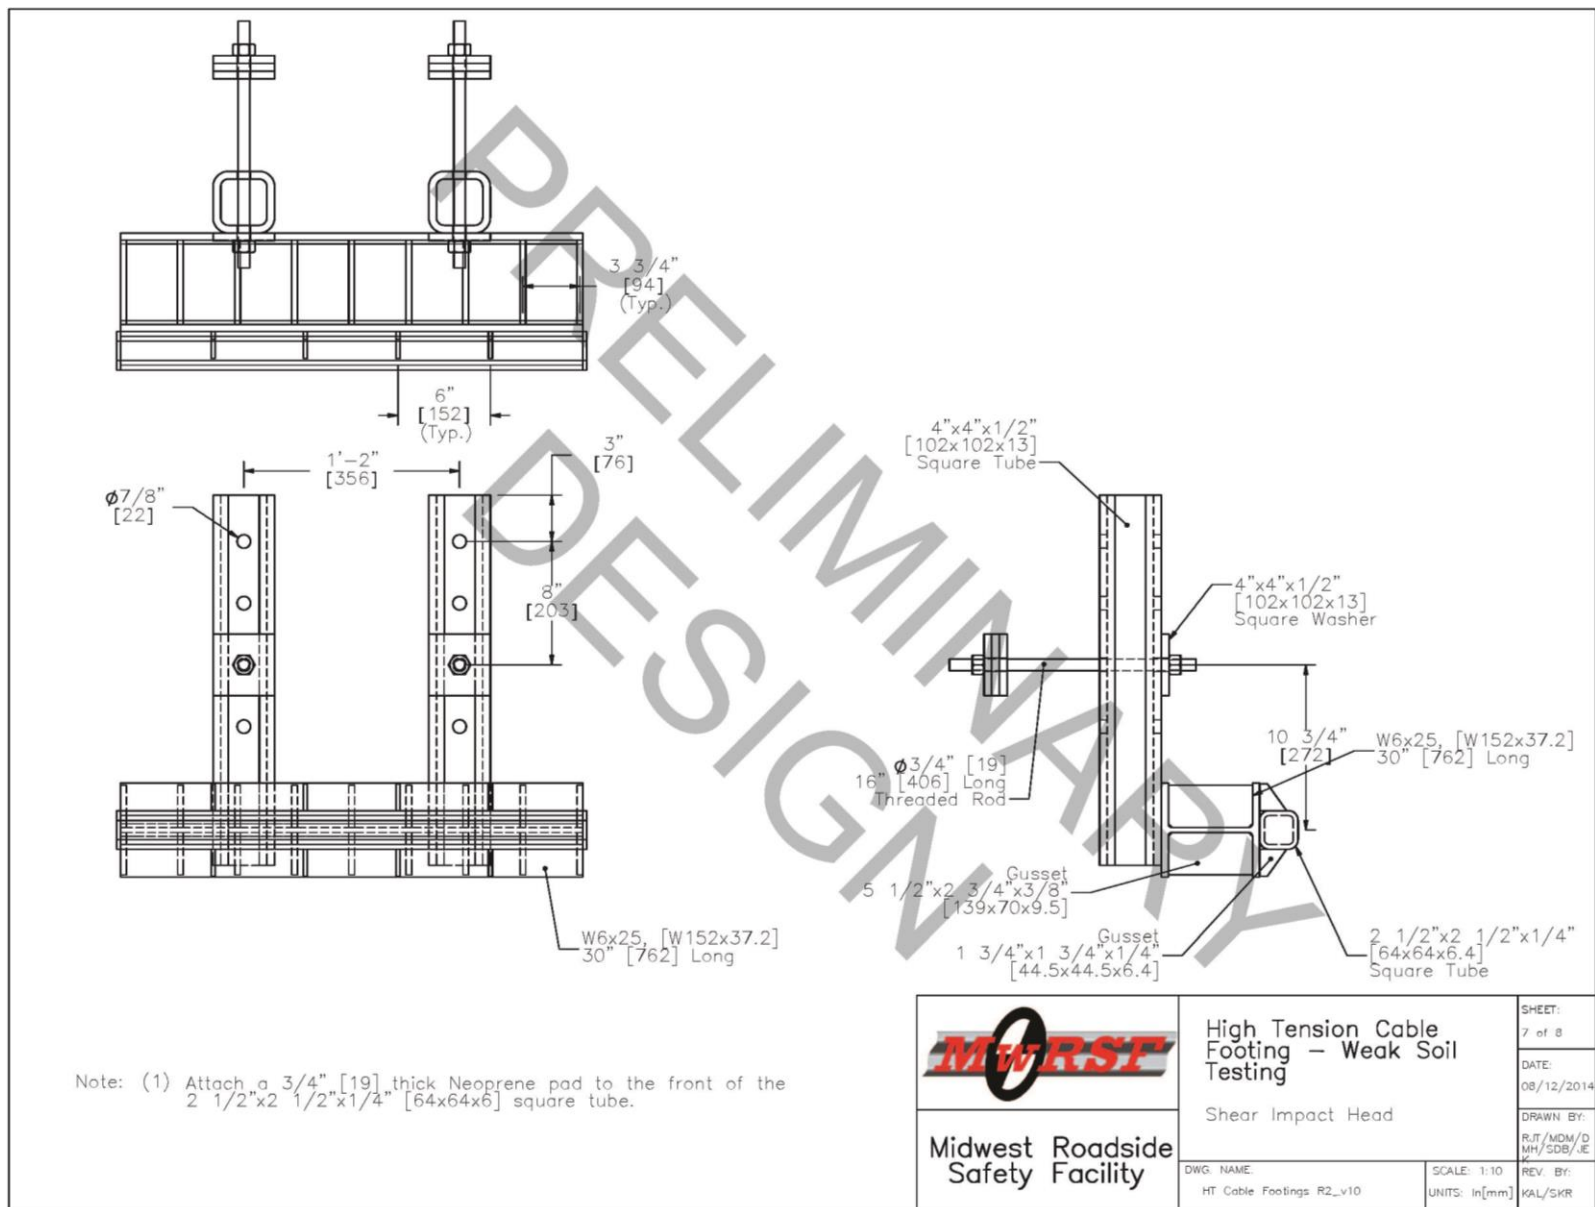 3 3/4"
[94]
(Typ.)
6"
[152]
(Typ.)
3"
[76]
1'-2"
[356]
Ø7/8"
[22]
8"
[203]
4"x4"x1/2"
[102x102x13]
Square Tube
4"x4"x1/2"
[102x102x13]
Square Washer
10 3/4"
[272]
W6x25, [W152x37.2]
30" [762] Long
Ø3/4" [19]
16" [406] Long
Threaded Rod
Gusset
5 1/2"x2 3/4"x3/8"
[139x70x9.5]
Gusset
1 3/4"x1 3/4"x1/4"
[44.5x44.5x6.4]
2 1/2"x2 1/2"x1/4"
[64x64x6.4]
Square Tube
W6x25, [W152x37.2]
30" [762] Long
PRELIMINARY
DESIGN
Note: (1) Attach a 3/4" [19] thick Neoprene pad to the front of the
2 1/2"x2 1/2"x1/4" [64x64x6] square tube.
MwRSF
Midwest Roadside
Safety Facility
High Tension Cable
Footing – Weak Soil
Testing
Shear Impact Head
DWG. NAME.
HT Cable Footings R2_v10
SCALE: 1:10
UNITS: In[mm]
SHEET:
7 of 8
DATE:
08/12/2014
DRAWN BY:
RJT/MDM/D
MH/SDB/JE
K
REV. BY:
KAL/SKR